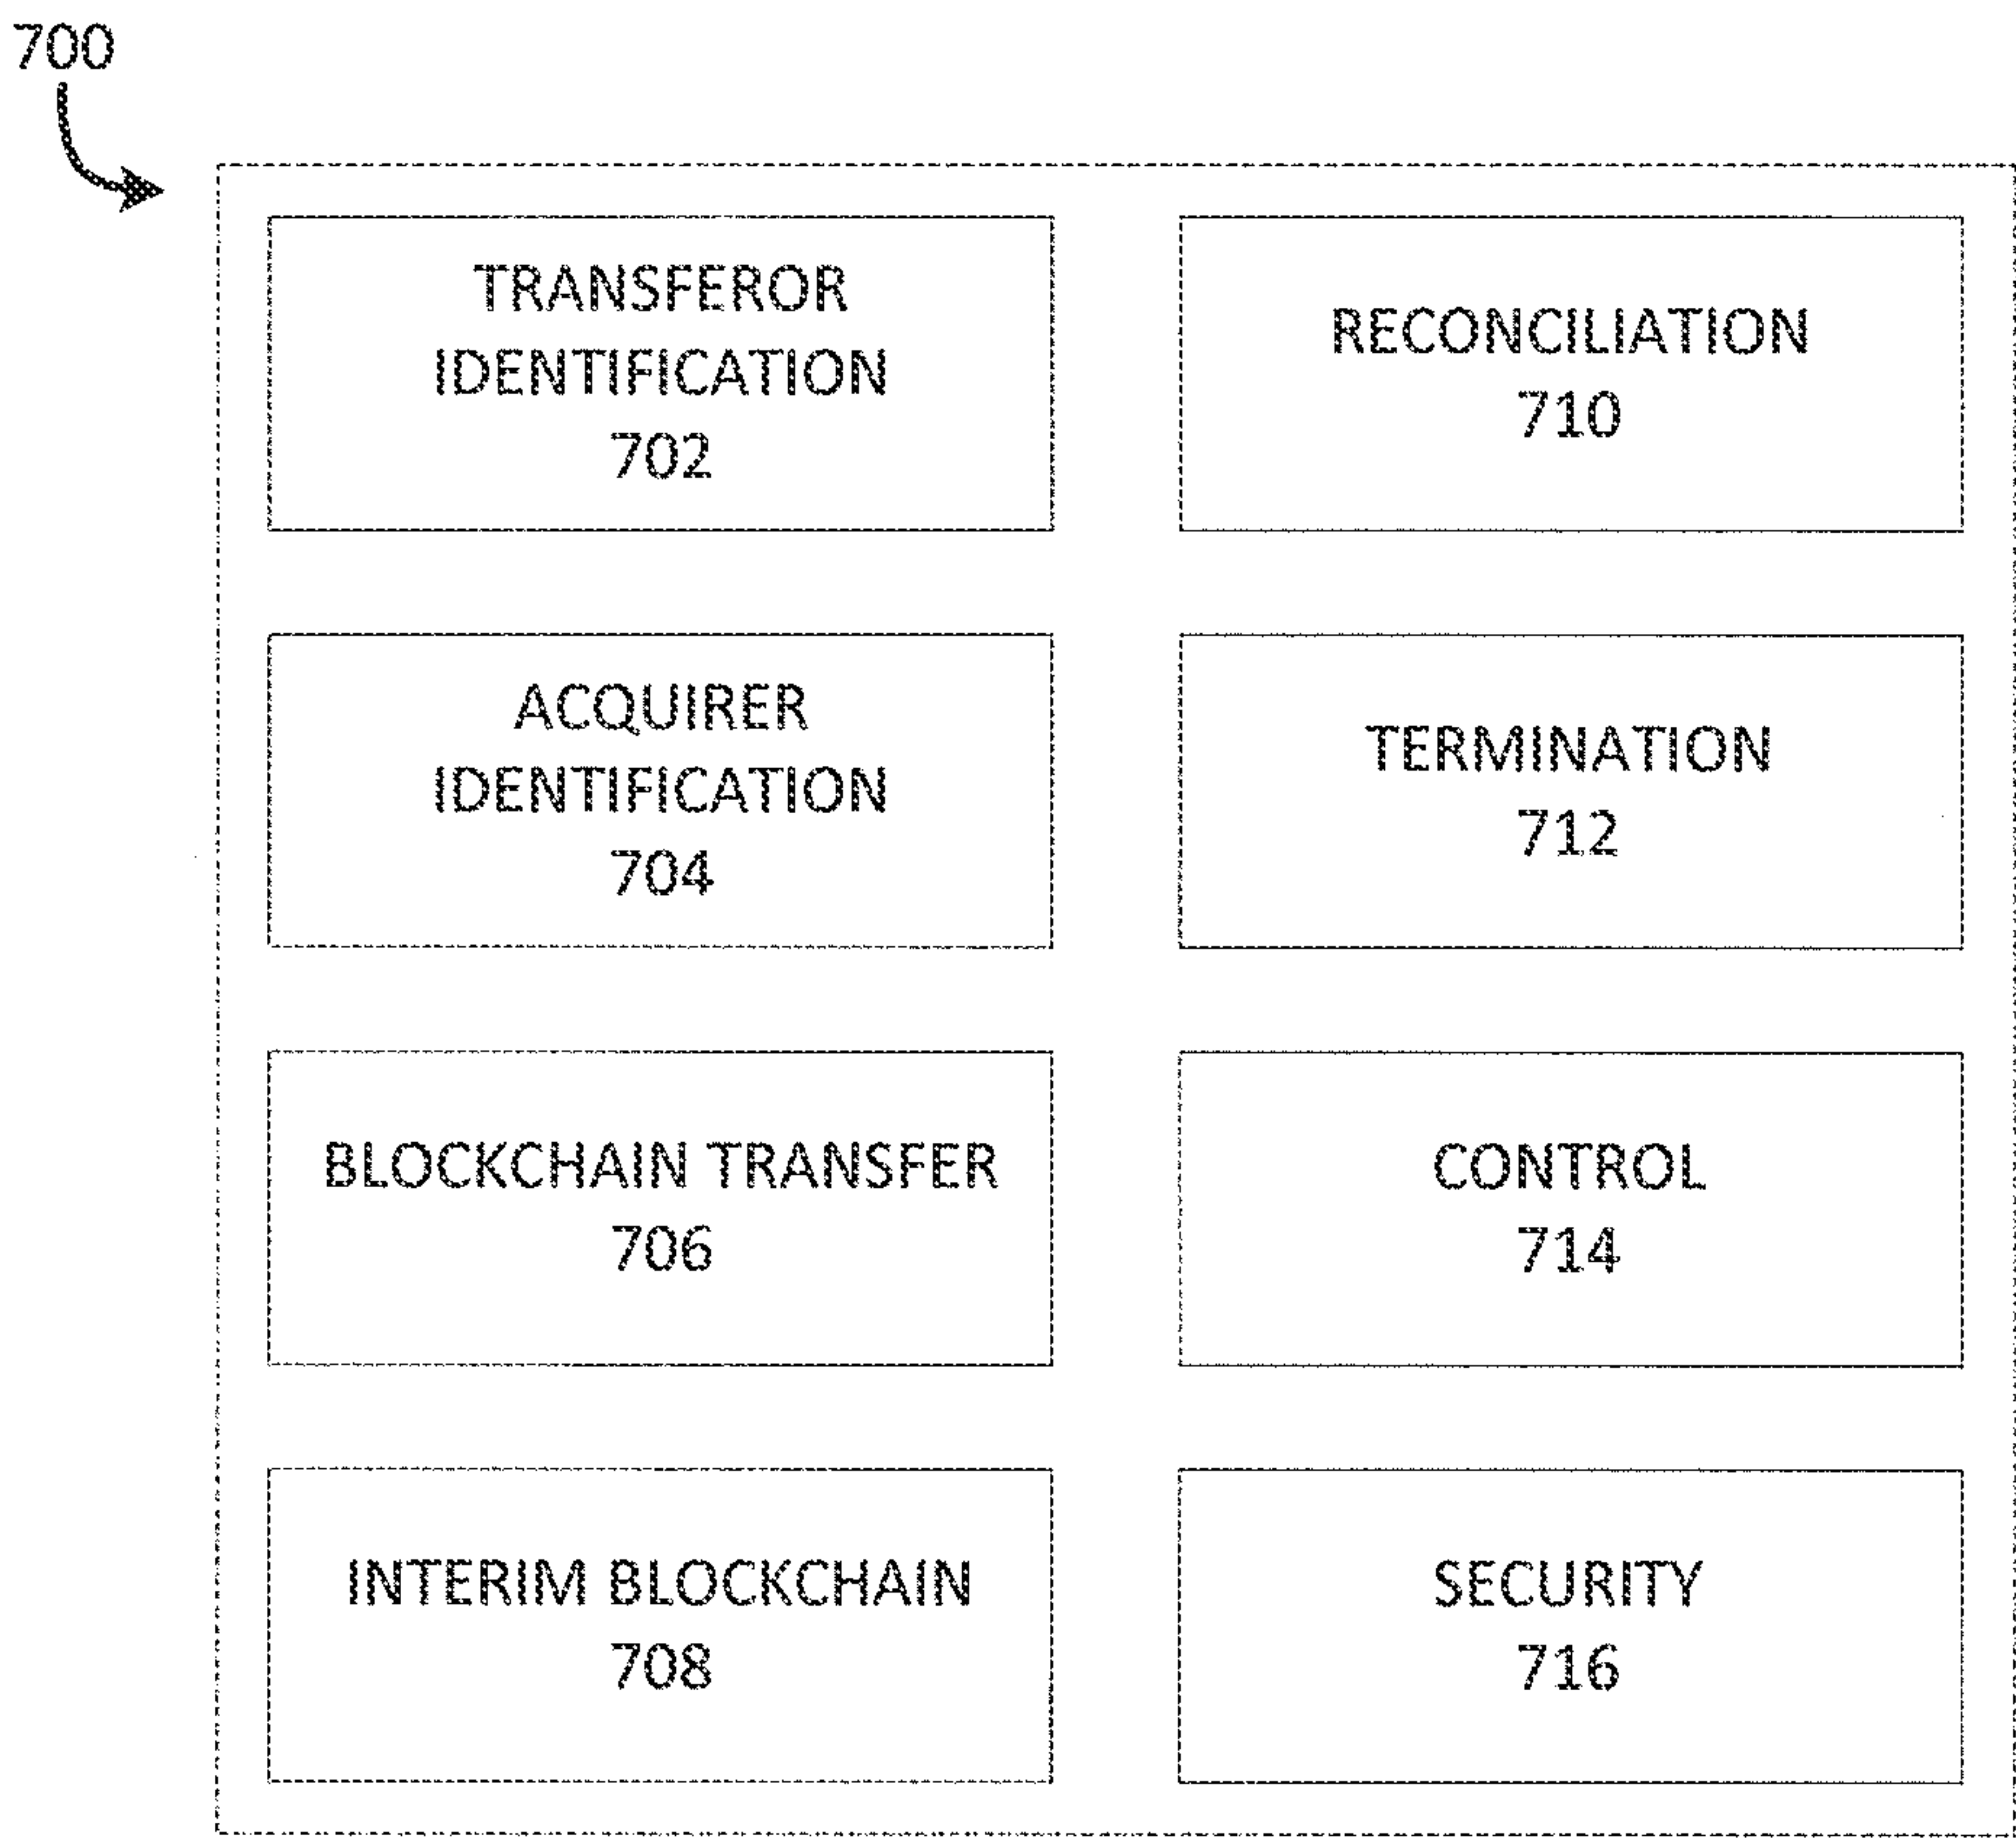 700
TRANSFEROR
IDENTIFICATION
702
RECONCILIATION
710
ACQUIRER
IDENTIFICATION
704
TERMINATION
712
BLOCKCHAIN TRANSFER
706
CONTROL
714
INTERIM BLOCKCHAIN
708
SECURITY
716